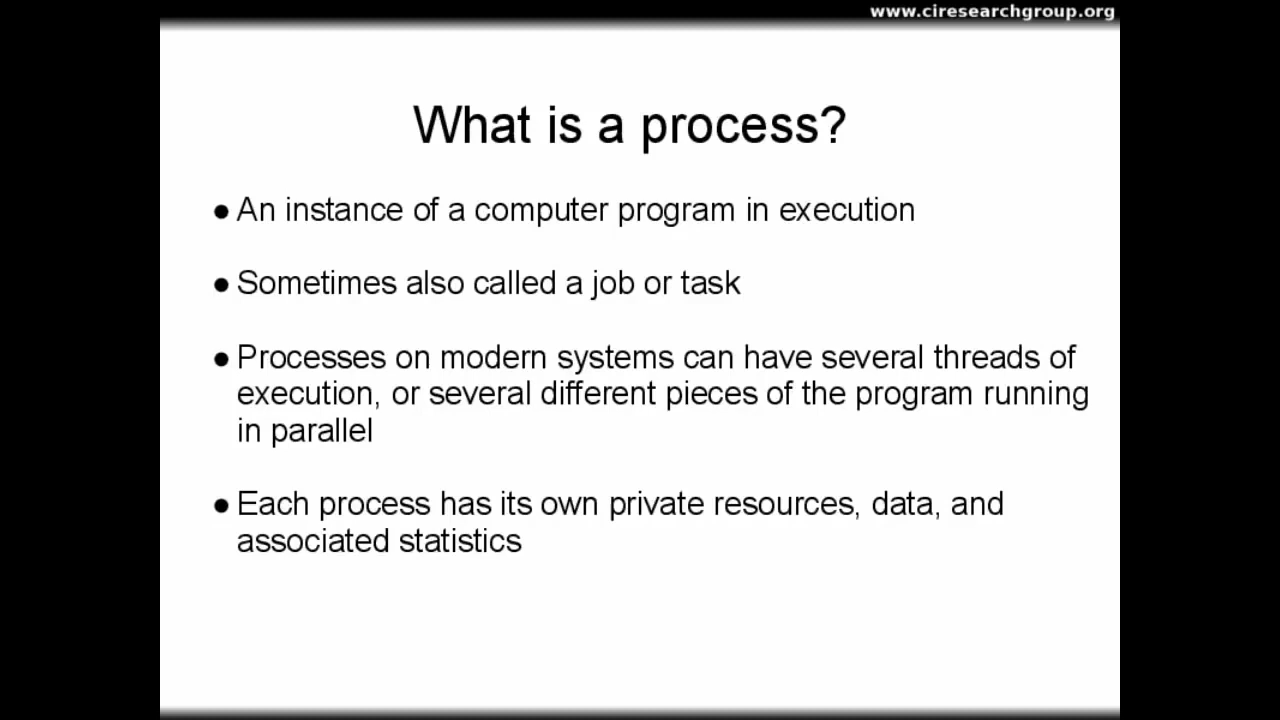 www.ciresearchgroup.org
What is a process?
● An instance of a computer program in execution
● Sometimes also called a job or task
● Processes on modern systems can have several threads of
execution, or several different pieces of the program running
in parallel
● Each process has its own private resources, data, and
associated statistics